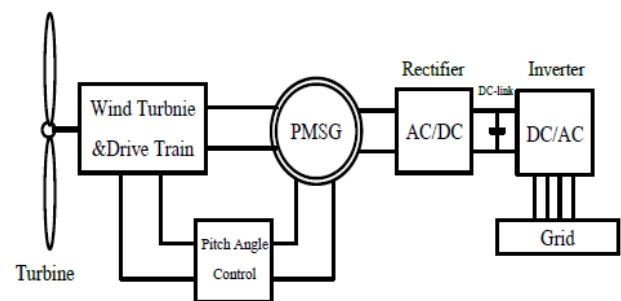 Rectifier
Inverter
DC-link
Wind Turbnie
&Drive Train
PMSG
AC/DC
DC/AC
Pitch Angle
Control
Grid
Turbine